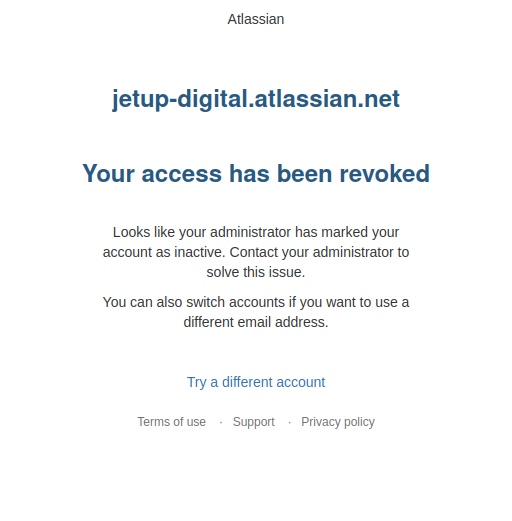 Atlassian
jetup-digital.atlassian.net
Your access has been revoked
Looks like your administrator has marked your
account as inactive. Contact your administrator to
solve this issue.
You can also switch accounts if you want to use a
different email address.
Try a different account
Terms of use · Support · Privacy policy